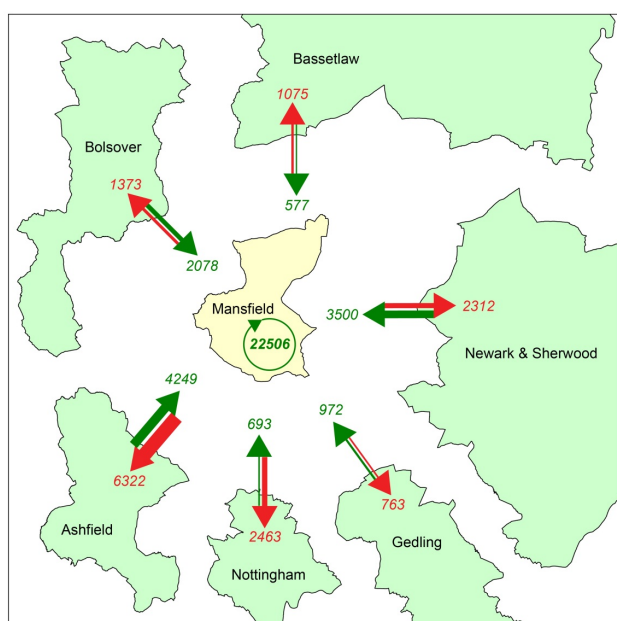 Bassetlaw
1075
577
Bolsover
1373
2078
Mansfield
22506
3500
2312
Newark & Sherwood
4249
6322
Ashfield
693
2463
Nottingham
972
763
Gedling